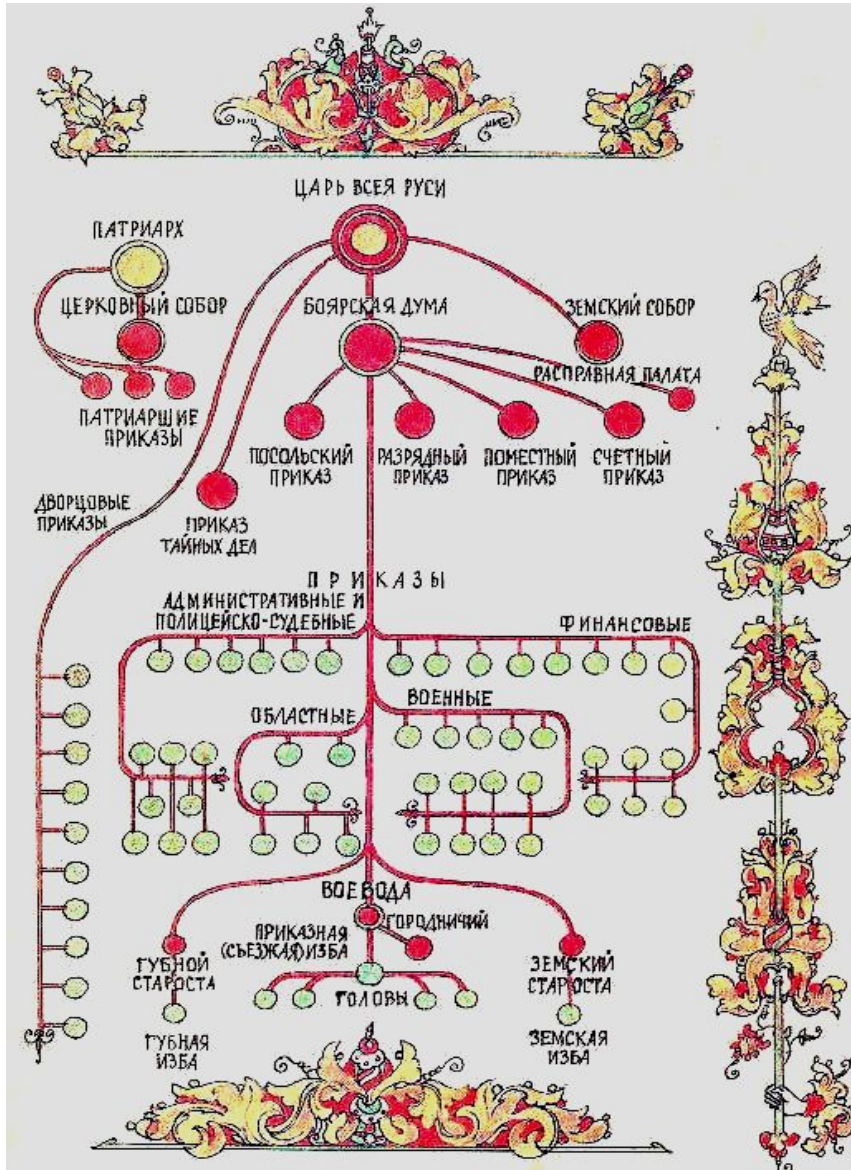 ЦАРЬ ВСЕЯ РУСИ
ПАТРИАРХ
ЦЕРКОВНЫЙ СОБОР
БОЯРСКАЯ ДУМА
ЗЕМСКИЙ СОБОР
РАСПРАВНАЯ ПАЛАТА
ПАТРИАРШИЕ
ПРИКАЗЫ
ПОСОЛЬСКИЙ
ПРИКАЗ
РАЗРЯДНЫЙ
ПРИКАЗ
ПОМЕСТНЫЙ
ПРИКАЗ
СЧЕТНЫЙ
ПРИКАЗ
ДВОРЦОВЫЕ
ПРИКАЗЫ
ПРИКАЗ
ТАЙНЫХ ДЕЛ
ПРИКАЗЫ
АДМИНИСТРАТИВНЫЕ И
ПОЛИЦЕЙСКО-СУДЕБНЫЕ
ФИНАНСОВЫЕ
ОБЛАСТНЫЕ
ВОЕННЫЕ
ВОЕВОДА
ГОРОДНИЧИЙ
ПРИКАЗНАЯ
(СЪЕЗЖАЯ) ИЗБА
ГУБНОЙ
СТАРОСТА
ЗЕМСКИЙ
СТАРОСТА
ГОЛОВЫ
ГУБНАЯ
ИЗБА
ЗЕМСКАЯ
ИЗБА